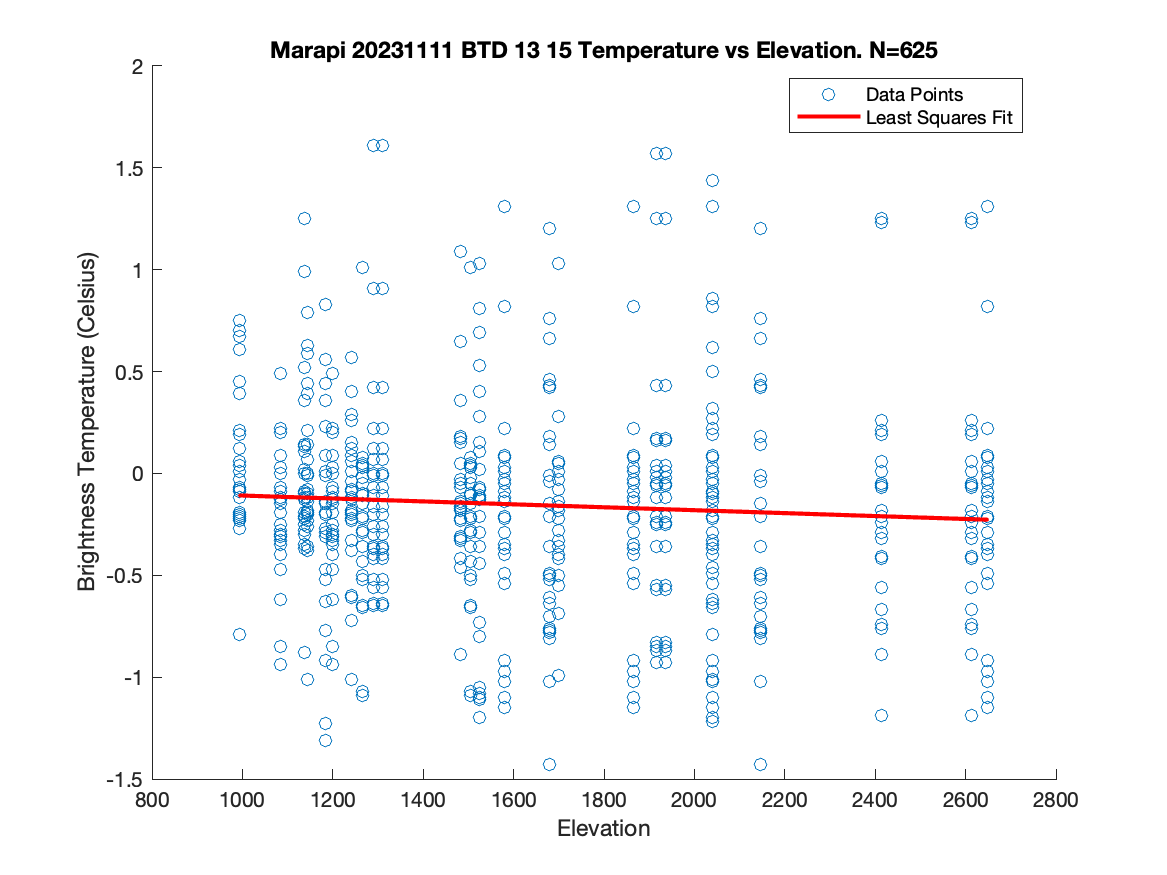 Marapi 20231111 BTD 13 15 Temperature vs Elevation. N=625
Data Points
Least Squares Fit
Brightness Temperature (Celsius)
2
1.5
1
0.5
0
-0.5
-1
-1.5
800 1000 1200 1400 1600 1800 2000 2200 2400 2600 2800
Elevation